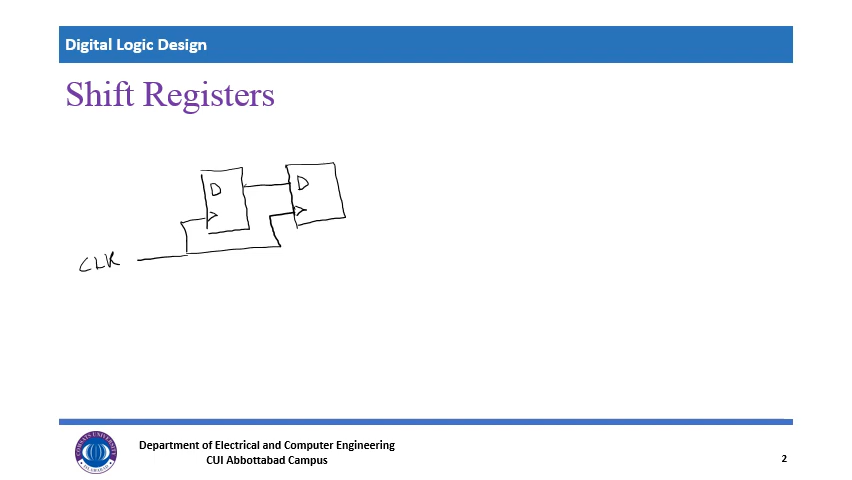 Digital Logic Design
Shift Registers
D
D
CLK
Department of Electrical and Computer Engineering
CUI Abbottabad Campus
2